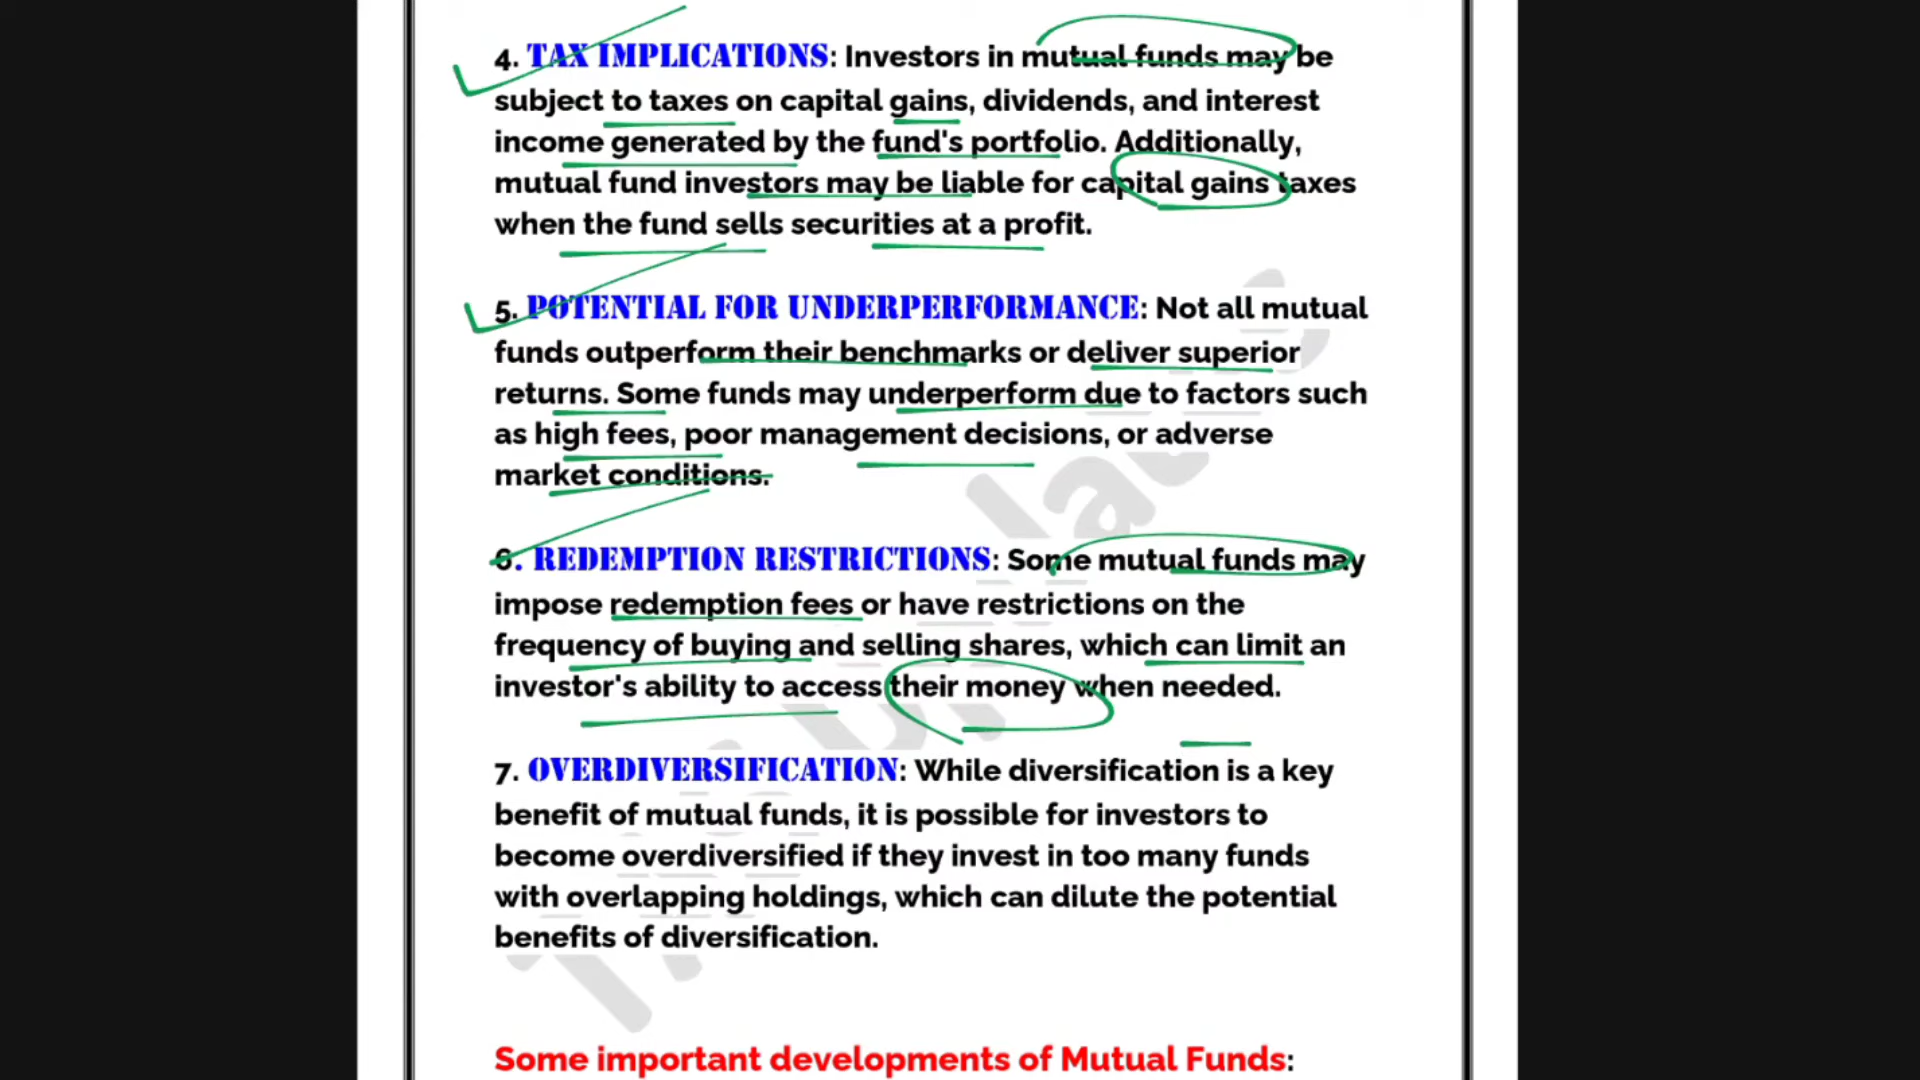 4. TAX IMPLICATIONS: Investors in mutual funds may be
subject to taxes on capital gains, dividends, and interest
income generated by the fund's portfolio. Additionally,
mutual fund investors may be liable for capital gains taxes
when the fund sells securities at a profit.
5. POTENTIAL FOR UNDERPERFORMANCE: Not all mutual
funds outperform their benchmarks or deliver superior
returns. Some funds may underperform due to factors such
as high fees, poor management decisions, or adverse
market conditions.
6. REDEMPTION RESTRICTIONS: Some mutual funds may
impose redemption fees or have restrictions on the
frequency of buying and selling shares, which can limit an
investor's ability to access their money when needed.
7. OVERDIVERSIFICATION: While diversification is a key
benefit of mutual funds, it is possible for investors to
become overdiversified if they invest in too many funds
with overlapping holdings, which can dilute the potential
benefits of diversification.
Some important developments of Mutual Funds: